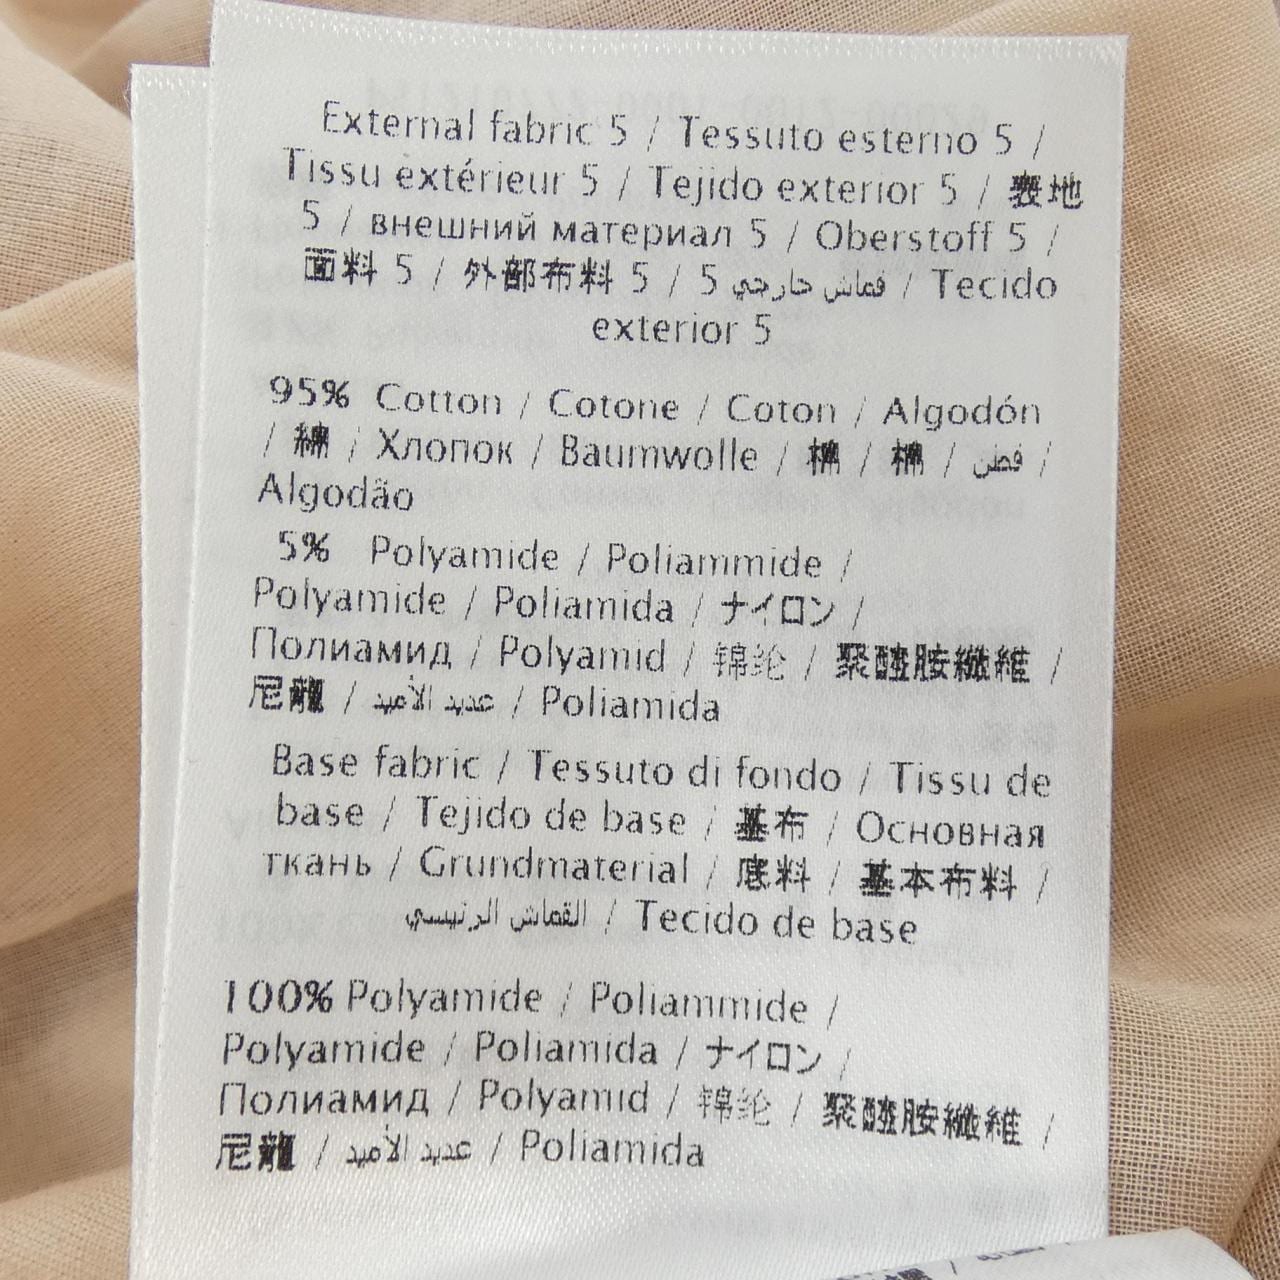 External fabric 5 / Tessuto esterno 5 /
Tissu extérieur 5 / Tejido exterior 5 / 表地
5 / внешний материал 5 / Oberstoff 5 /
面料 5 / 外部布料 5 / 5 قماش خارجي / Tecido
exterior 5
95% Cotton / Cotone / Coton / Algodón
/ 綿 / Хлопок / Baumwolle / 棉 / 棉 / قطن /
Algodão
5% Polyamide / Poliammide /
Polyamide / Poliamida / ナイロン /
Полиамид / Polyamid / 锦纶 / 聚醯胺纖維 /
尼龍 / عديد الأميد / Poliamida
Base fabric / Tessuto di fondo / Tissu de
base / Tejido de base / 基布 / Основная
ткань / Grundmaterial / 底料 / 基本布料 /
القماش الرئيسي / Tecido de base
100% Polyamide / Poliammide /
Polyamide / Poliamida / ナイロン /
Полиамид / Polyamid / 锦纶 / 聚醯胺纖維 /
尼龍 / عديد الأميد / Poliamida